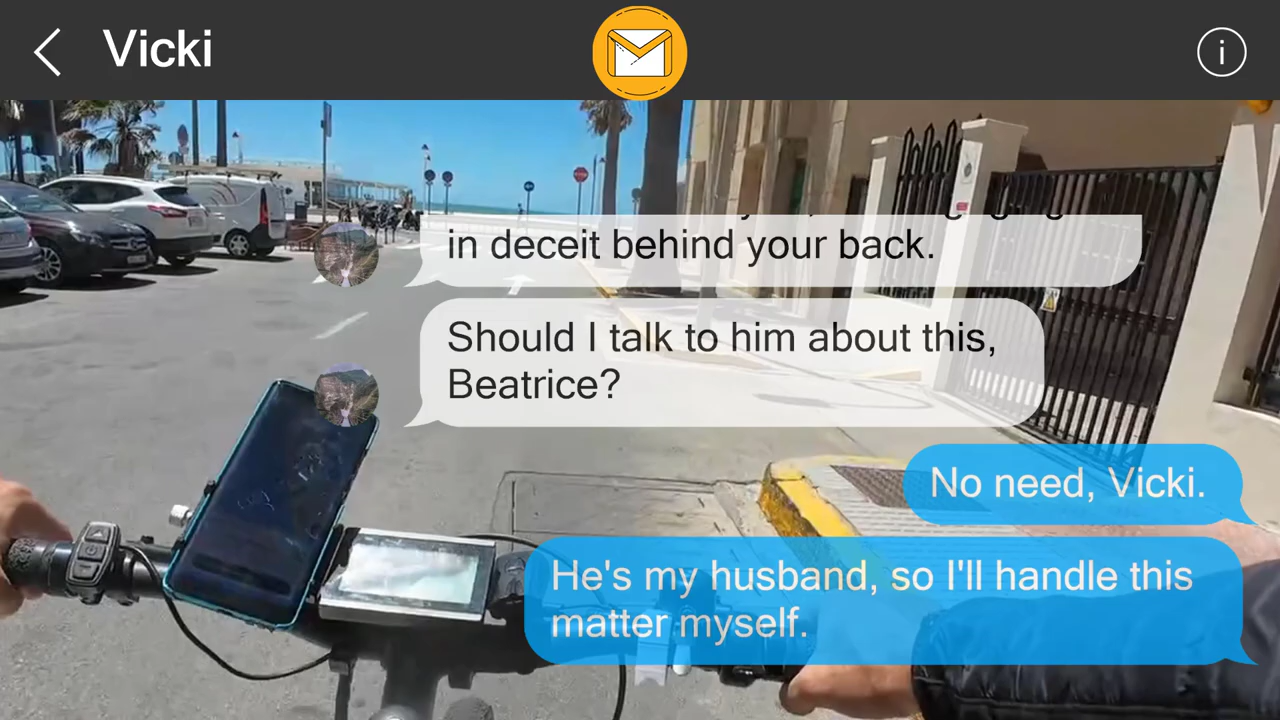 Vicki
in deceit behind your back.
Should I talk to him about this,
Beatrice?
No need, Vicki.
He's my husband, so I'll handle this
matter myself.